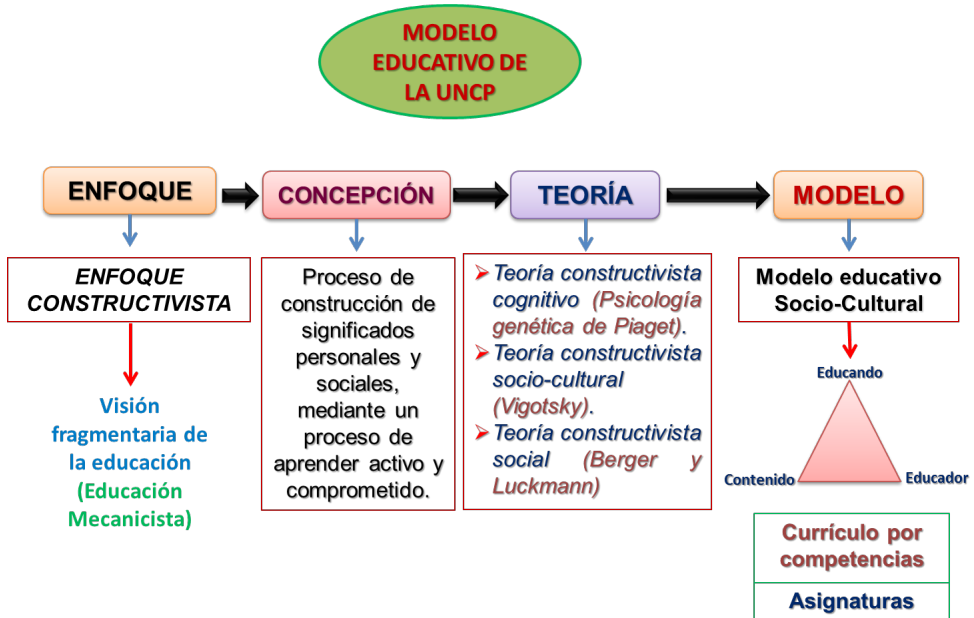 MODELO
EDUCATIVO DE
LA UNCP
ENFOQUE
CONCEPCIÓN
TEORÍA
MODELO
ENFOQUE
CONSTRUCTIVISTA
Visión
fragmentaria de
la educación
(Educación
Mecanicista)
Proceso de
construcción de
significados
personales y
sociales,
mediante un
proceso de
aprender activo y
comprometido.
Teoría constructivista
cognitivo (Psicología
genética de Piaget).
Teoría constructivista
socio-cultural
(Vigotsky).
Teoría constructivista
social (Berger y
Luckmann)
Modelo educativo
Socio-Cultural
Educando
Contenido
Educador
Currículo por
competencias
Asignaturas